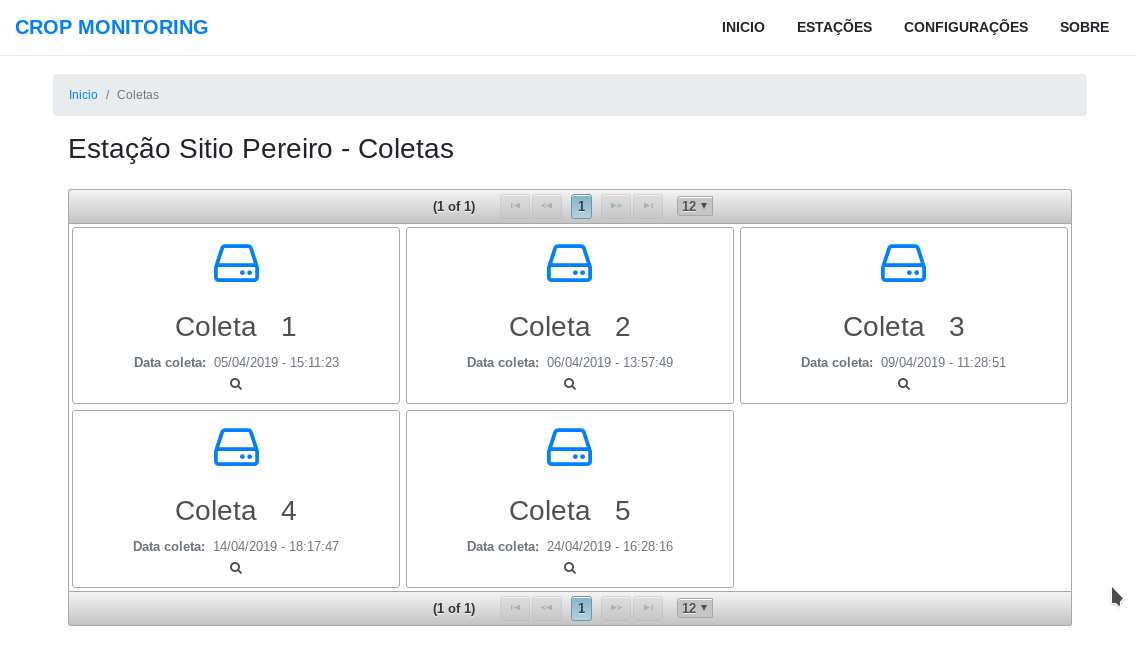 CROP MONITORING INICIO ESTAÇÕES CONFIGURAÇÕES SOBRE
Inicio / Coletas
Estação Sitio Pereiro - Coletas
(1 of 1) 1 12
Coleta 1 Coleta 2 Coleta 3
Data coleta: 05/04/2019 - 15:11:23 Data coleta: 06/04/2019 - 13:57:49 Data coleta: 09/04/2019 - 11:28:51
Coleta 4 Coleta 5
Data coleta: 14/04/2019 - 18:17:47 Data coleta: 24/04/2019 - 16:28:16
(1 of 1) 1 12